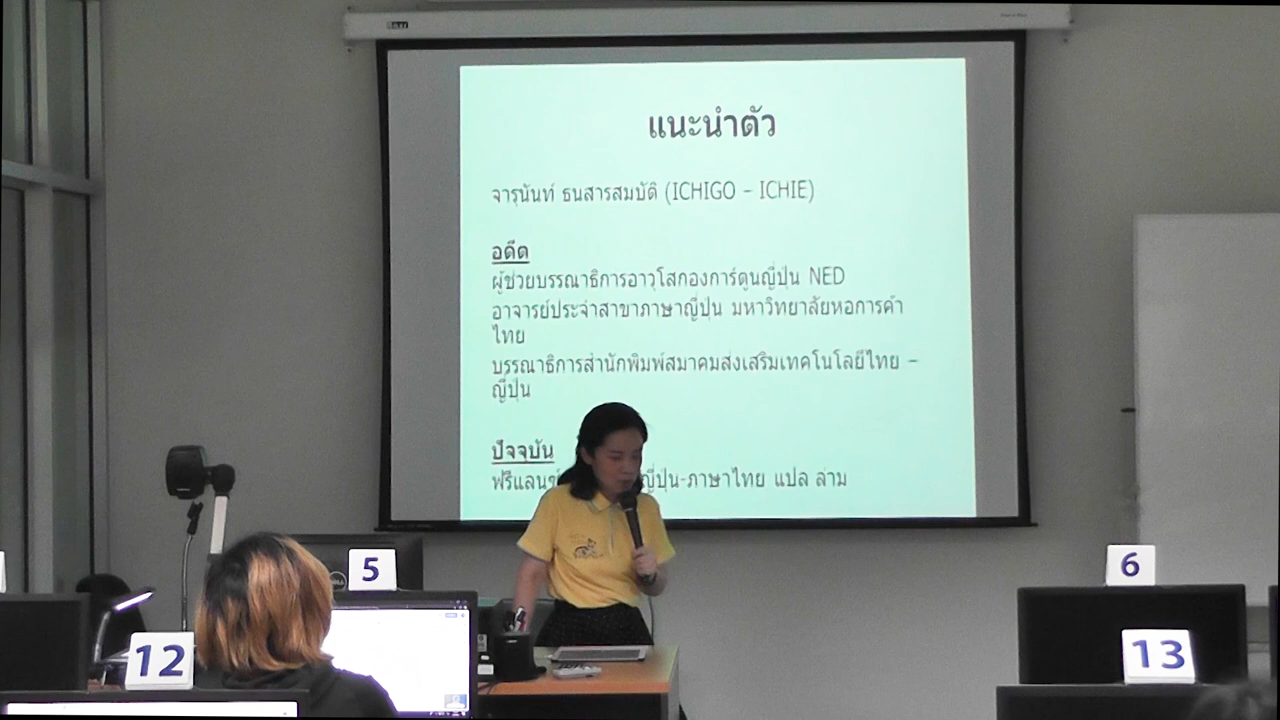 แนะนำตัว
จารุนันท์ ธนสารสมบัติ (ICHIGO – ICHIE)
อดีต
ผู้ช่วยบรรณาธิการอาวุโสกองการ์ตูนญี่ปุ่น NED
อาจารย์ประจำสาขาภาษาญี่ปุ่น มหาวิทยาลัยหอการค้า
ไทย
บรรณาธิการสำนักพิมพ์สมาคมส่งเสริมเทคโนโลยีไทย –
ญี่ปุ่น
ปัจจุบัน
ฟรีแลนซ์ ญี่ปุ่น-ภาษาไทย แปล ล่าม
5
6
12
13
DELL